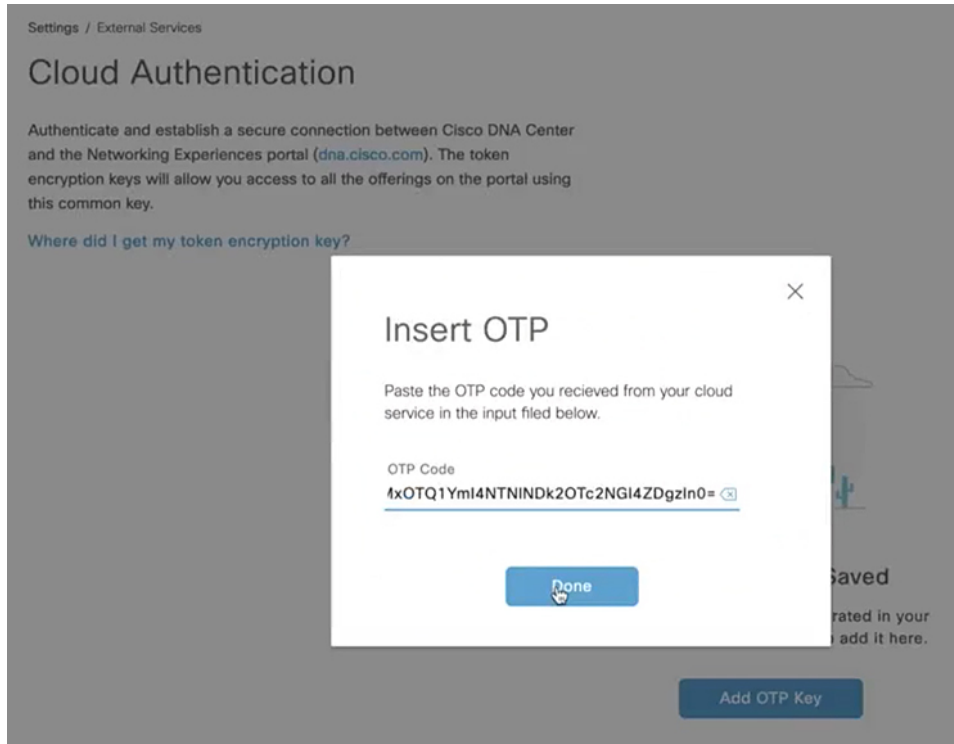 Settings / External Services
Cloud Authentication
Authenticate and establish a secure connection between Cisco DNA Center
and the Networking Experiences portal (dna.cisco.com). The token
encryption keys will allow you access to all the offerings on the portal using
this common key.
Where did I get my token encryption key?
Insert OTP
Paste the OTP code you recieved from your cloud
service in the input filed below.
OTP Code
Done
Saved
rated in your
add it here.
Add OTP Key